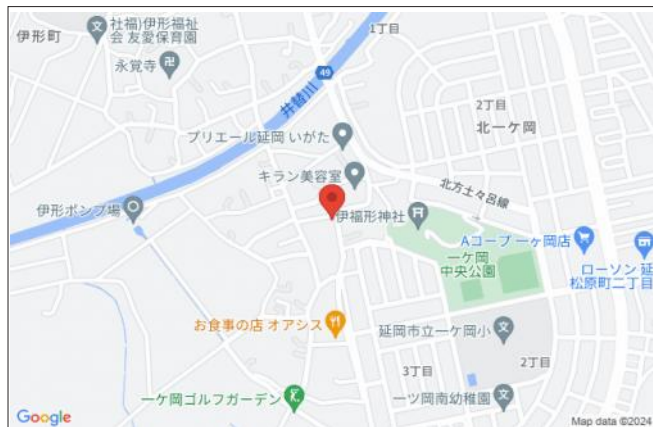 社福)伊形福祉
会 友愛保育園
伊形町
永覚寺
1丁目
49
井替川
2丁目
北一ケ岡
プリエール延岡 いがた
キラン美容室
北方土々呂線
伊形ポンプ場
伊福形神社
Aコープ 一ヶ岡店
一ケ岡
中央公園
ローソン 延
松原町二丁目
お食事の店 オアシス
延岡市立一ケ岡小
2丁目
3丁目
一ケ岡ゴルフガーデン
一ツ岡南幼稚園
Google
Map data ©2024